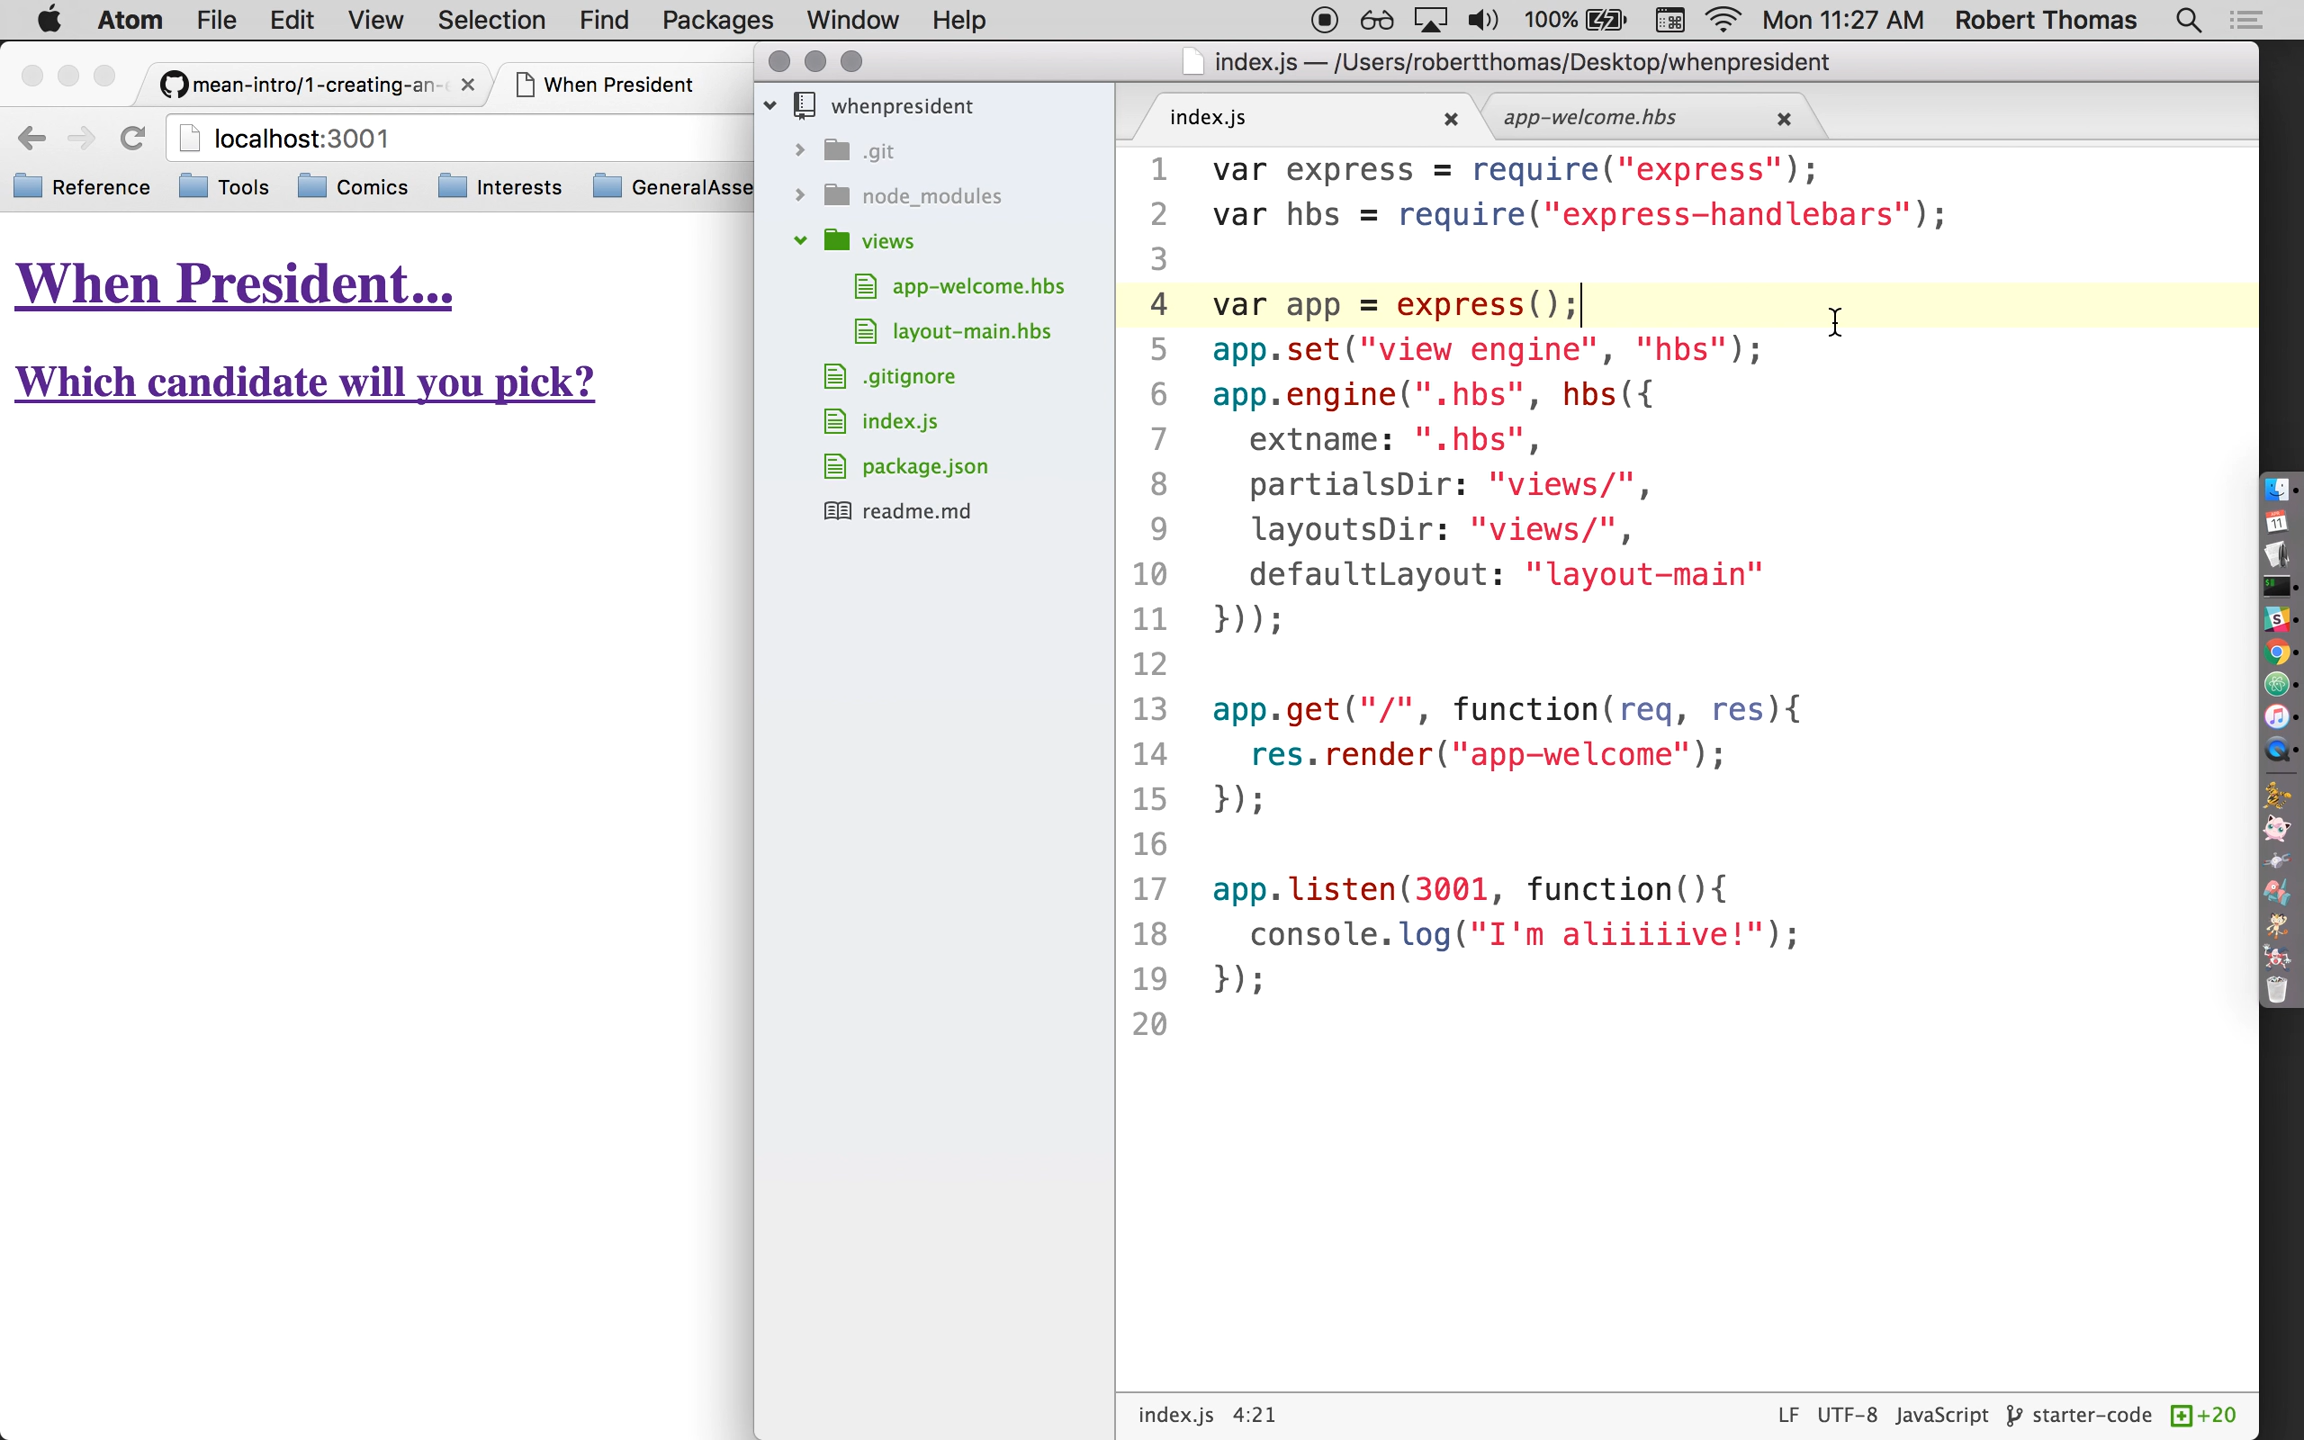 Atom File Edit View Selection Find Packages Window Help 100% Mon 11:27 AM Robert Thomas
mean-intro/1-creating-an-
When President
localhost:3001
Reference Tools Comics Interests GeneralAsse
When President...
Which candidate will you pick?
index.js — /Users/robertthomas/Desktop/whenpresident
whenpresident
.git
node_modules
views
app-welcome.hbs
layout-main.hbs
.gitignore
index.js
package.json
readme.md
index.js
app-welcome.hbs
1 var express = require("express");
2 var hbs = require("express-handlebars");
3
4 var app = express();
5 app.set("view engine", "hbs");
6 app.engine(".hbs", hbs({
7   extname: ".hbs",
8   partialsDir: "views/",
9   layoutsDir: "views/",
10   defaultLayout: "layout-main"
11 }));
12
13 app.get("/", function(req, res){
14   res.render("app-welcome");
15 });
16
17 app.listen(3001, function(){
18   console.log("I'm aliiiiive!");
19 });
20
index.js 4:21
LF UTF-8 JavaScript starter-code +20
11